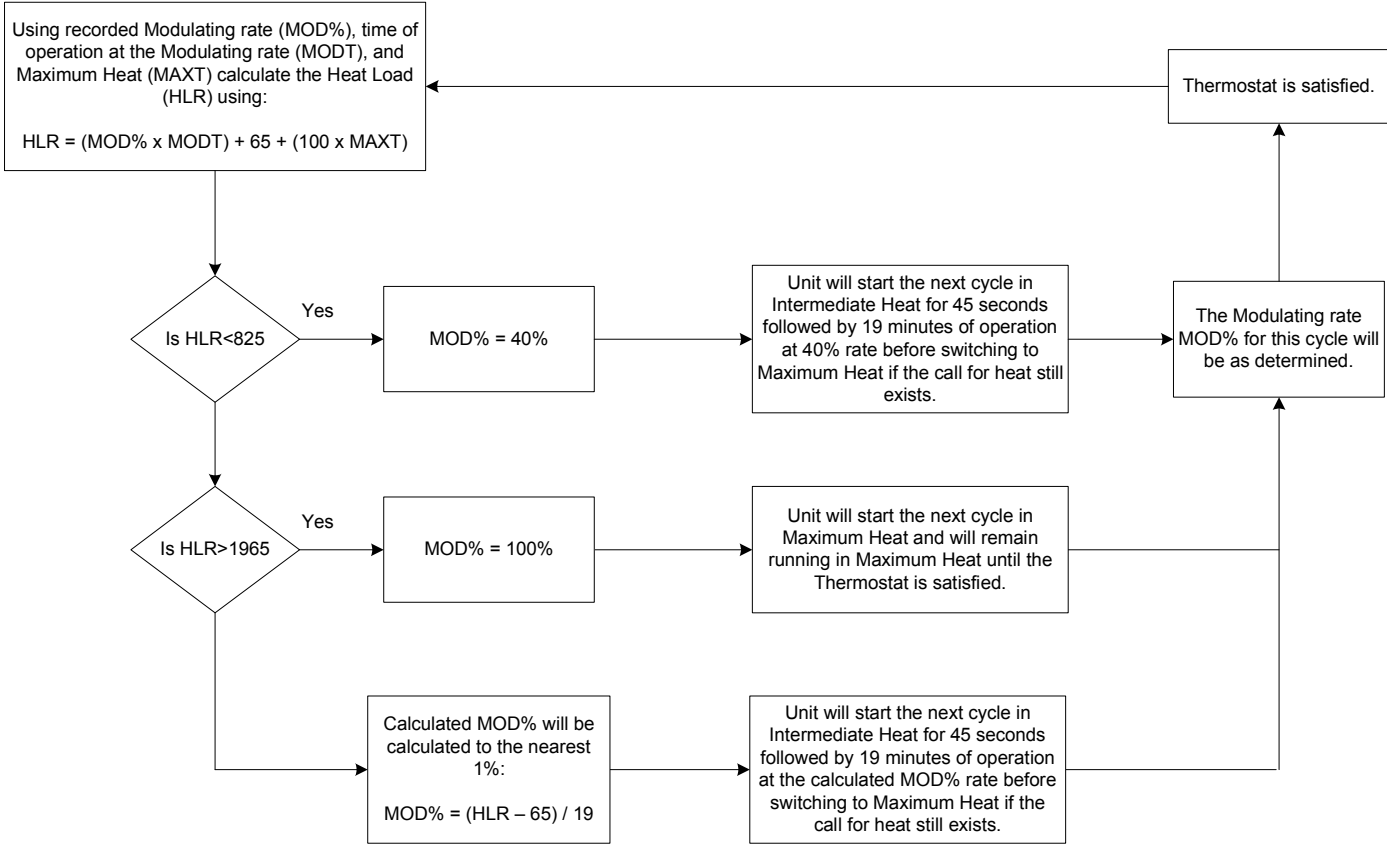 Using recorded Modulating rate (MOD%), time of
operation at the Modulating rate (MODT), and
Maximum Heat (MAXT) calculate the Heat Load
(HLR) using:
HLR = (MOD% x MODT) + 65 + (100 x MAXT)
Thermostat is satisfied.
Is HLR<825
Yes
MOD% = 40%
Unit will start the next cycle in
Intermediate Heat for 45 seconds
followed by 19 minutes of operation
at 40% rate before switching to
Maximum Heat if the call for heat still
exists.
The Modulating rate
MOD% for this cycle will
be as determined.
Is HLR>1965
Yes
MOD% = 100%
Unit will start the next cycle in
Maximum Heat and will remain
running in Maximum Heat until the
Thermostat is satisfied.
Calculated MOD% will be
calculated to the nearest
1%:
MOD% = (HLR – 65) / 19
Unit will start the next cycle in
Intermediate Heat for 45 seconds
followed by 19 minutes of operation
at the calculated MOD% rate before
switching to Maximum Heat if the
call for heat still exists.